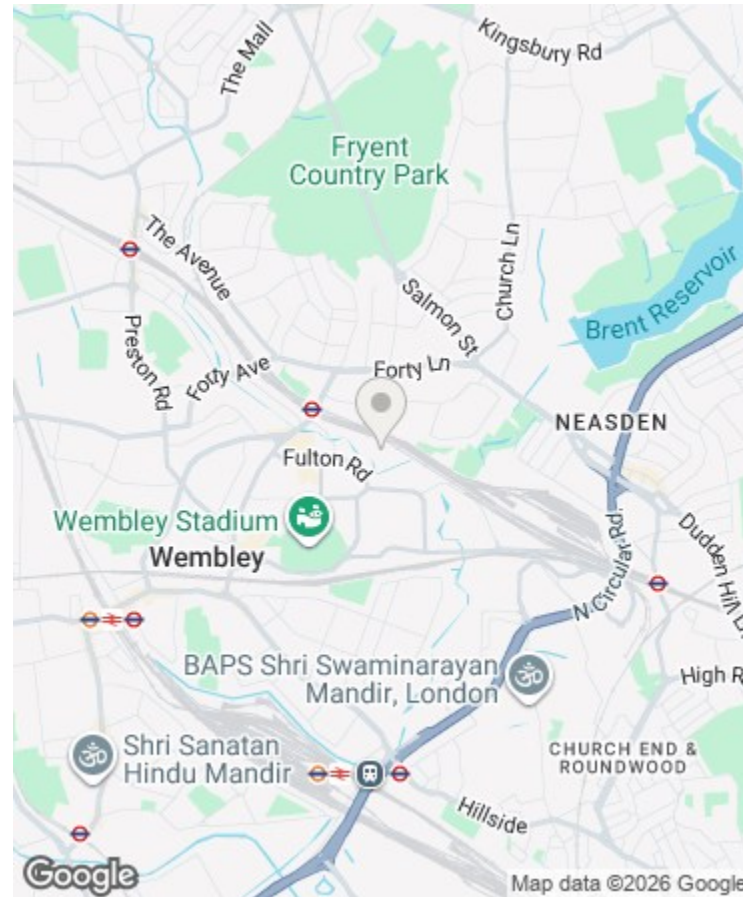 Kingsbury Rd
The Mall
Fryent
Country Park
The Avenue
Church Ln
Salmon St
Brent Reservoir
Preston Rd
Forty Ave
Forty Ln
NEASDEN
Fulton Rd
Wembley Stadium
Wembley
Dudden Hill L
N Circular Rd
BAPS Shri Swaminarayan
Mandir, London
High R
Shri Sanatan
Hindu Mandir
CHURCH END &
ROUNDWOOD
Hillside
Google
Map data ©2026 Google